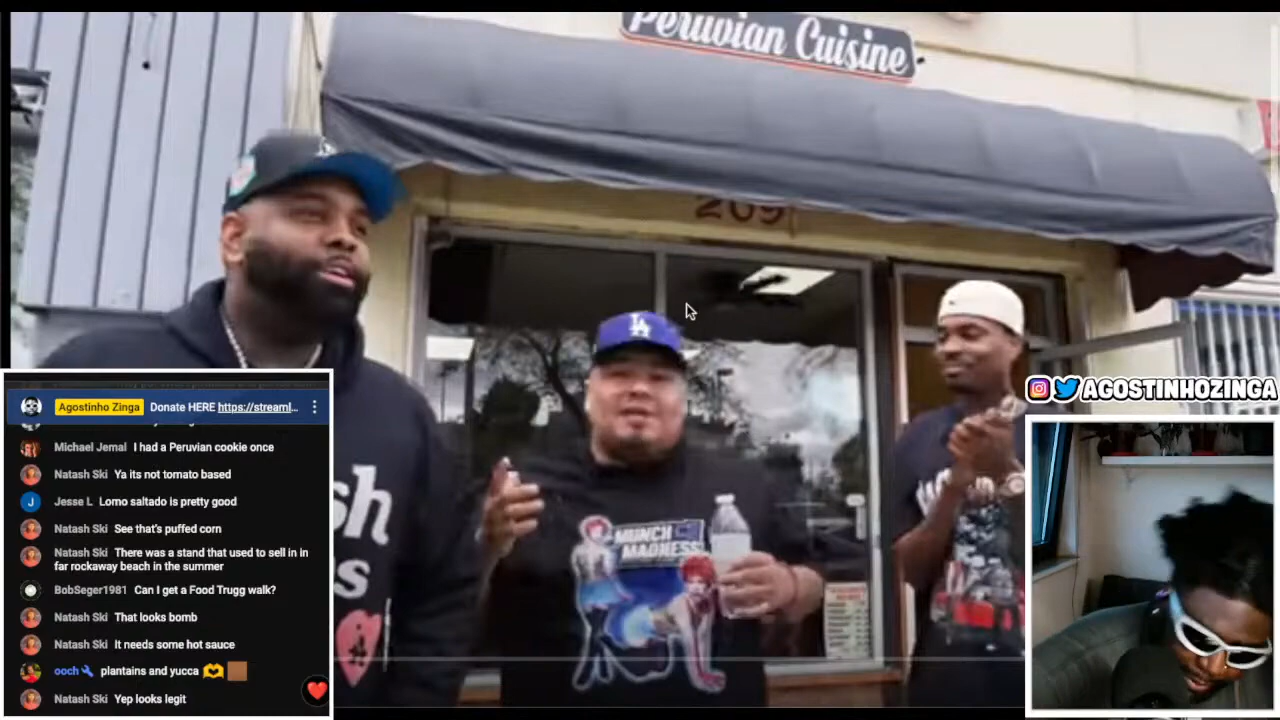 Peruvian Cuisine
209
LA
MUNCH
MADNESS
sh
s
AGOSTINHOZINGA
Agostinho Zinga Donate HERE https://streaml...
Michael Jemal I had a Peruvian cookie once
Natash Ski Ya its not tomato based
J Jesse L Lomo saltado is pretty good
Natash Ski See that's puffed corn
Natash Ski There was a stand that used to sell in in
far rockaway beach in the summer
BobSeger1981 Can I get a Food Trugg walk?
Natash Ski That looks bomb
Natash Ski It needs some hot sauce
ooch plantains and yucca
Natash Ski Yep looks legit